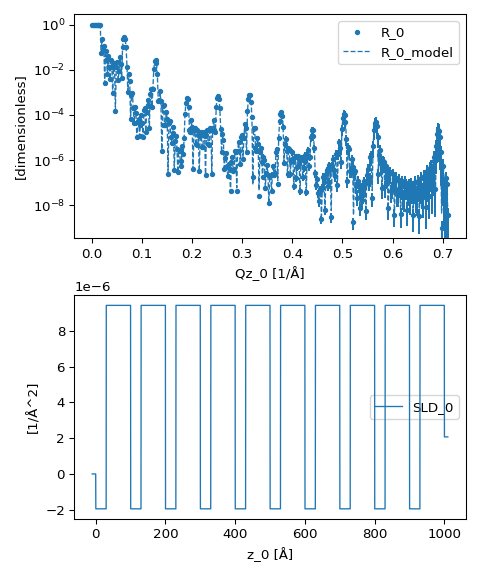 10^0
10^-2
10^-4
10^-6
10^-8
[dimensionless]
R_0
R_0_model
0.0 0.1 0.2 0.3 0.4 0.5 0.6 0.7
Qz_0 [1/Å]
1e−6
8
6
4
2
0
−2
[1/Å^2]
SLD_0
0 200 400 600 800 1000
z_0 [Å]